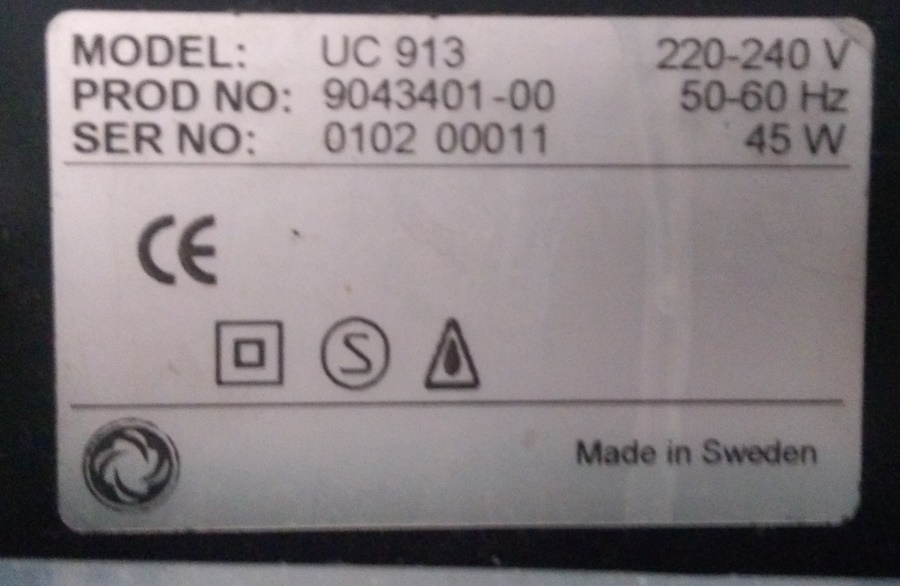 MODEL: UC 913 220-240 V
PROD NO: 9043401-00 50-60 Hz
SER NO: 0102 00011 45 W
CE
S
Made in Sweden